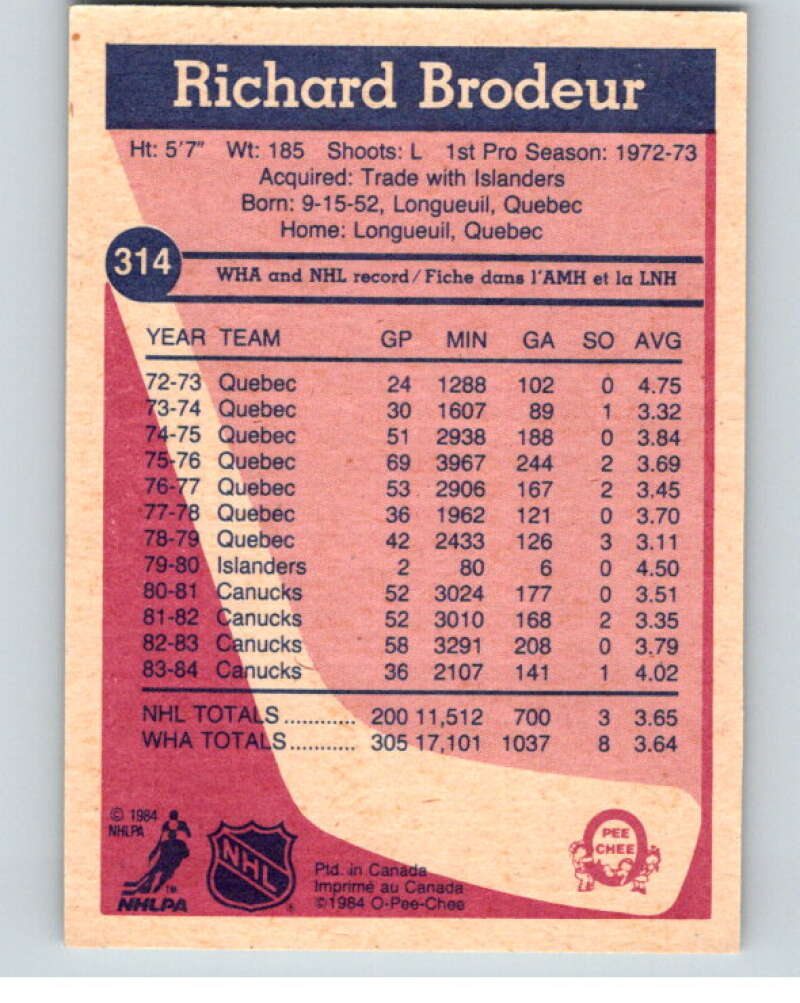 Richard Brodeur
Ht: 5'7" Wt: 185 Shoots: L 1st Pro Season: 1972-73
Acquired: Trade with Islanders
Born: 9-15-52, Longueuil, Quebec
Home: Longueuil, Quebec
314
WHA and NHL record/Fiche dans l'AMH et la LNH
YEAR TEAM GP MIN GA SO AVG
72-73 Quebec 24 1288 102 0 4.75
73-74 Quebec 30 1607 89 1 3.32
74-75 Quebec 51 2938 188 0 3.84
75-76 Quebec 69 3967 244 2 3.69
76-77 Quebec 53 2906 167 2 3.45
77-78 Quebec 36 1962 121 0 3.70
78-79 Quebec 42 2433 126 3 3.11
79-80 Islanders 2 80 6 0 4.50
80-81 Canucks 52 3024 177 0 3.51
81-82 Canucks 52 3010 168 2 3.35
82-83 Canucks 58 3291 208 0 3.79
83-84 Canucks 36 2107 141 1 4.02
NHL TOTALS............ 200 11,512 700 3 3.65
WHA TOTALS........... 305 17,101 1037 8 3.64
© 1984
NHLPA
NHLPA
TM
NHL
®
Ptd. in Canada
Imprimé au Canada
©1984 O-Pee-Chee
PEE
CHEE